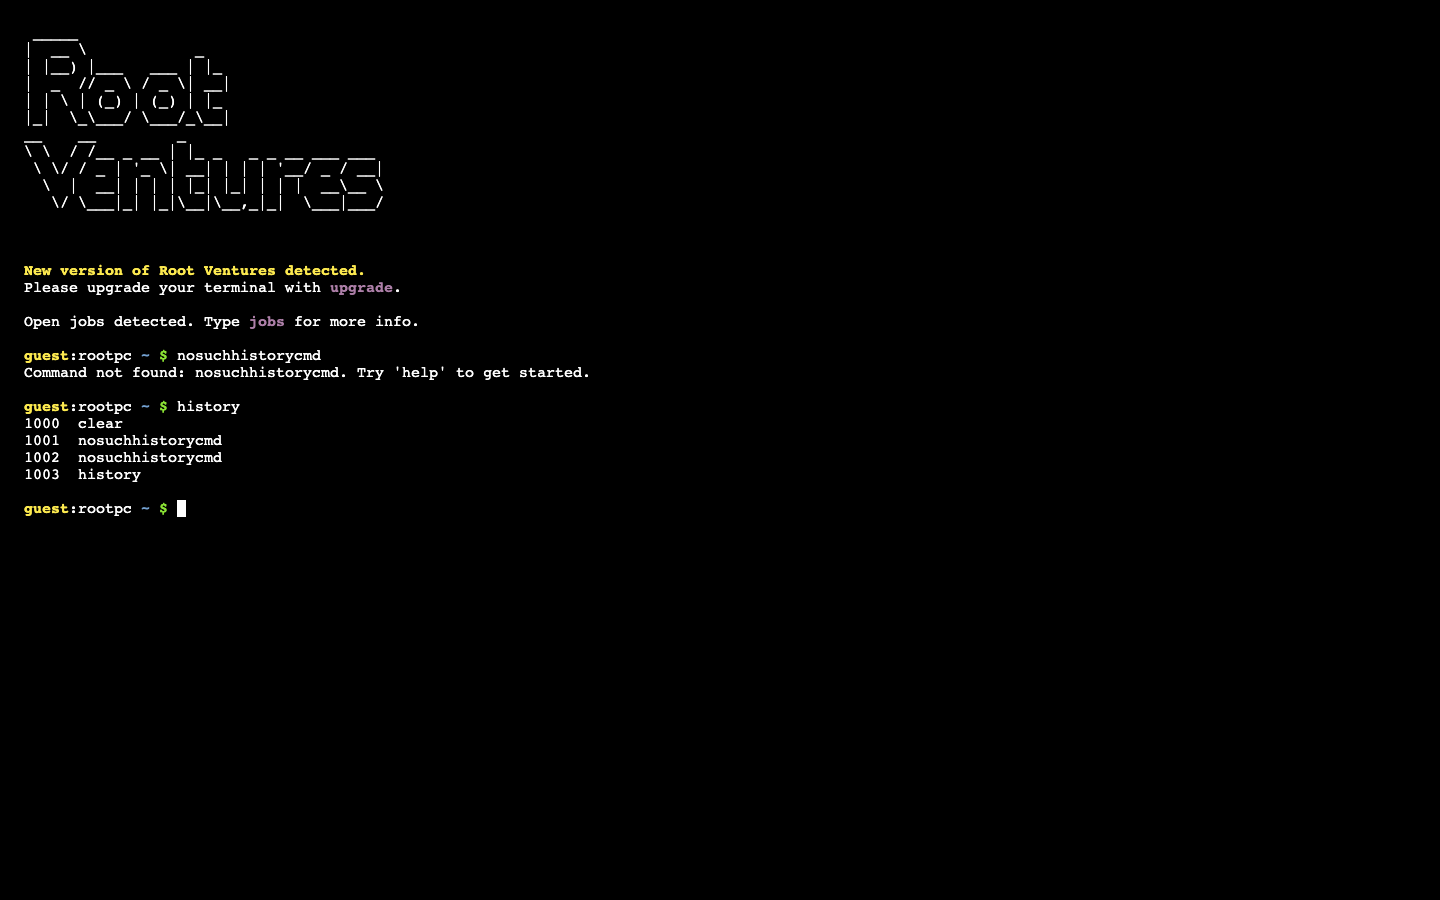 Root
Ventures
New version of Root Ventures detected.
Please upgrade your terminal with upgrade.
Open jobs detected. Type jobs for more info.
guest:rootpc ~ $ nosuchhistorycmd
Command not found: nosuchhistorycmd. Try 'help' to get started.
guest:rootpc ~ $ history
1000  clear
1001  nosuchhistorycmd
1002  nosuchhistorycmd
1003  history
guest:rootpc ~ $